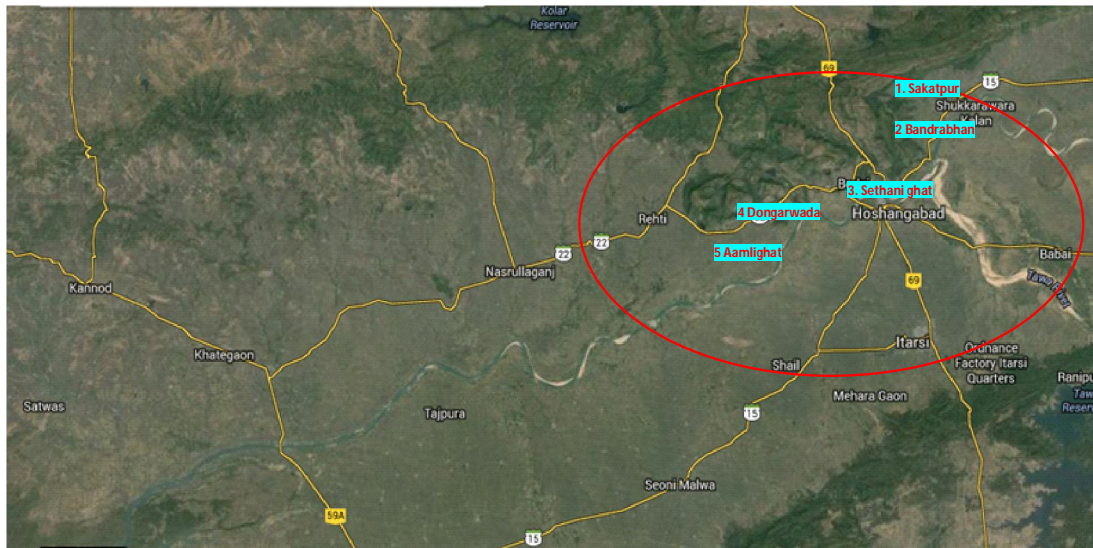 Kolar
Reservoir
69
1. Sakatpur
15
Shukkarawara
Kalan
2 Bandrabhan
3. Sethani ghat
4 Dongarwada
Hoshangabad
Rehti
22
22
5 Aamlighat
Babai
Nasrullaganj
Kannod
69
Tawa River
Khategaon
Itarsi
Ordnance
Factory Itarsi
Quarters
Shail
Mehara Gaon
Satwas
Tajpura
15
Seoni Malwa
59A
15